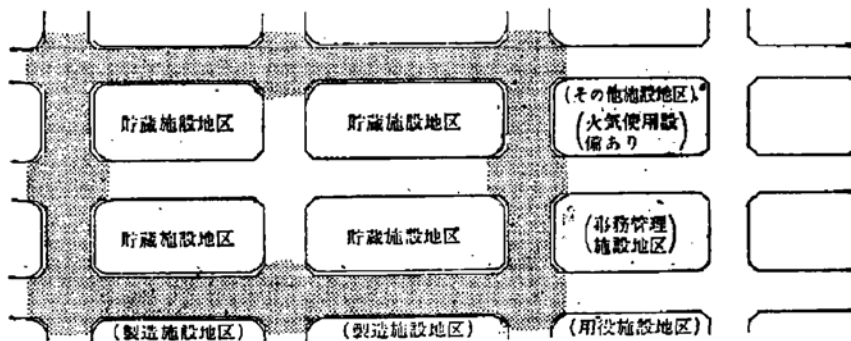 貯蔵施設地区
貯蔵施設地区
(その他施設地区)
(火気使用設
備あり)
貯蔵施設地区
貯蔵施設地区
(事務管理
施設地区)
(製造施設地区)
(製造施設地区)
(用役施設地区)